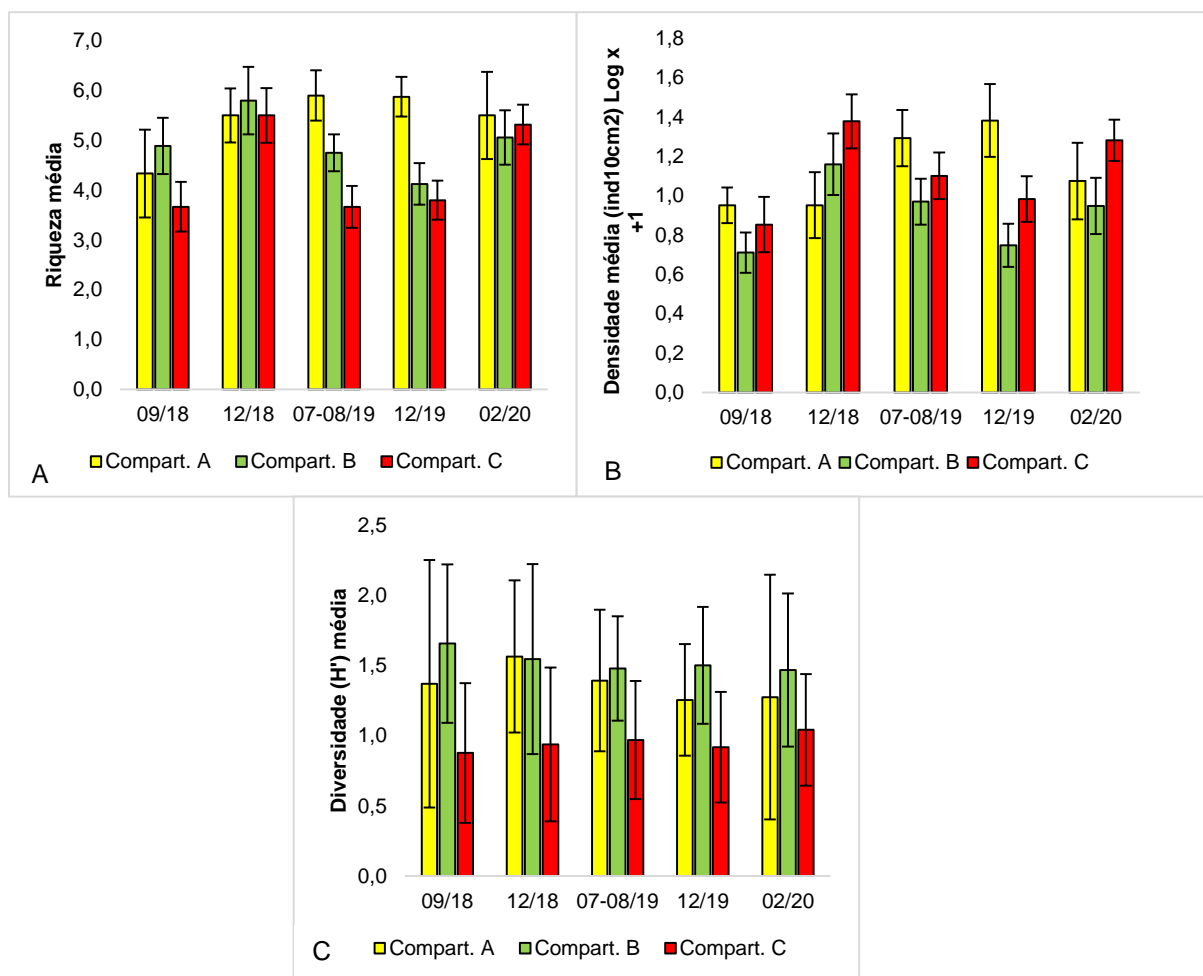 Riqueza média
7,0
6,0
5,0
4,0
3,0
2,0
1,0
0,0
09/18 12/18 07-08/19 12/19 02/20
Compart. A Compart. B Compart. C
A
Densidade média (ind10cm2) Log x
+1
1,8
1,6
1,4
1,2
1,0
0,8
0,6
0,4
0,2
0,0
09/18 12/18 07-08/19 12/19 02/20
Compart. A Compart. B Compart. C
B
Diversidade (H') média
2,5
2,0
1,5
1,0
0,5
0,0
09/18 12/18 07-08/19 12/19 02/20
Compart. A Compart. B Compart. C
C